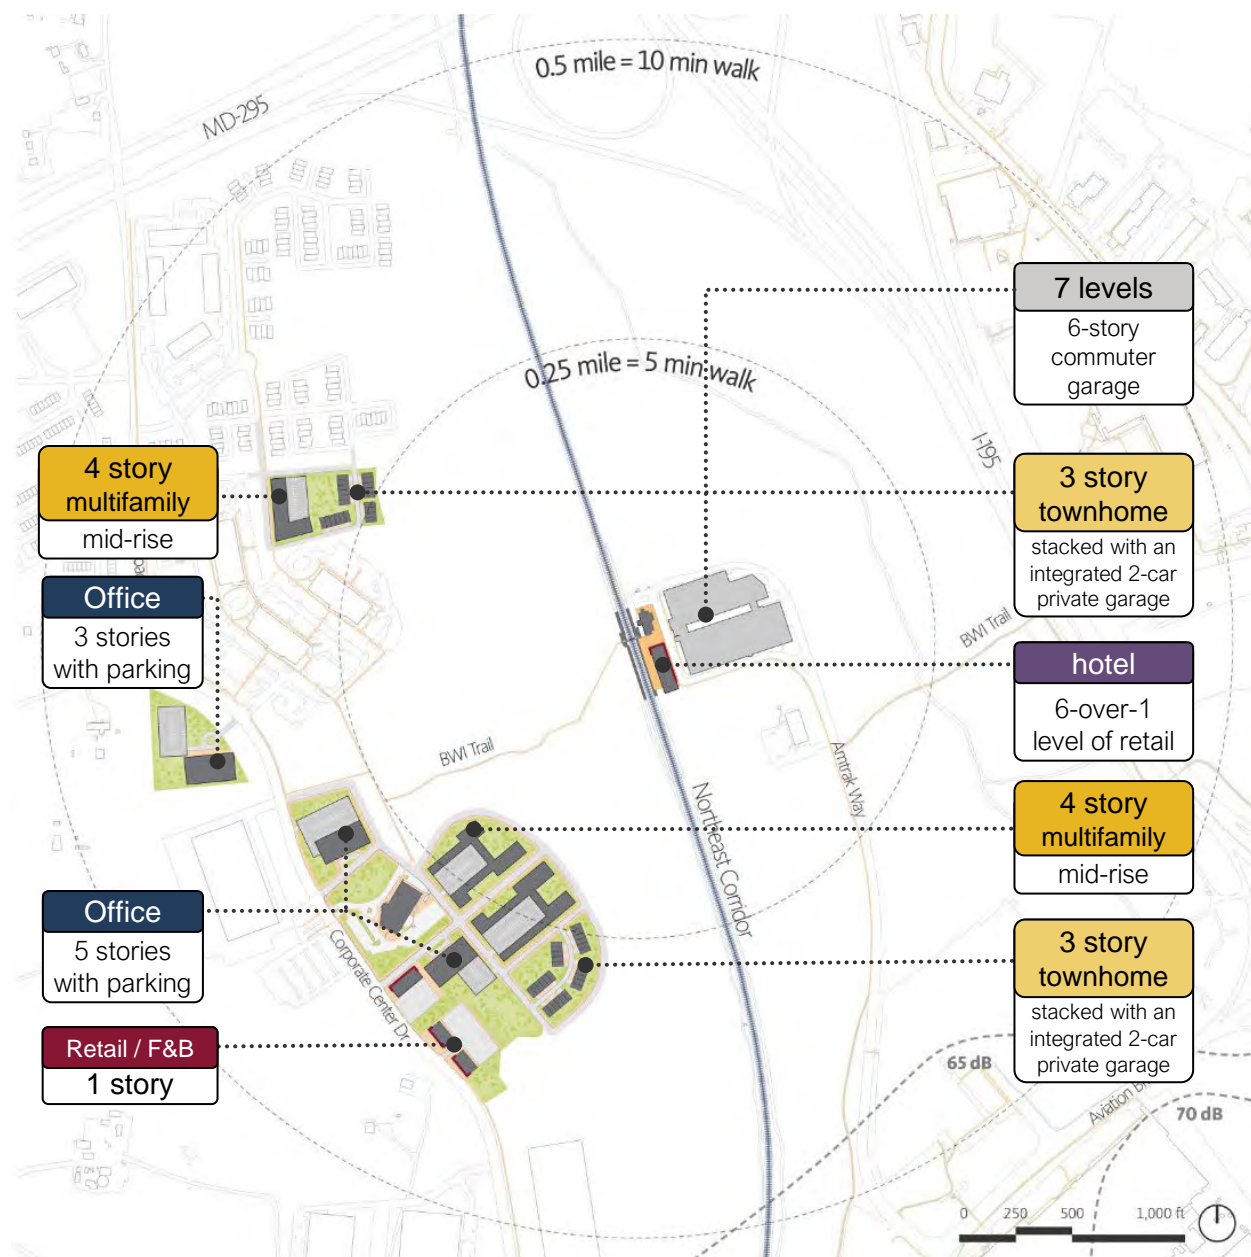 0.5 mile = 10 min walk
MD-295
7 levels
6-story
commuter
garage
0.25 mile = 5 min walk
I-195
4 story
multifamily
mid-rise
3 story
townhome
stacked with an
integrated 2-car
private garage
Office
3 stories
with parking
BWI Trail
hotel
6-over-1
level of retail
BWI Trail
Amtrak Way
Northeast Corridor
4 story
multifamily
mid-rise
Office
5 stories
with parking
Corporate Center Dr
3 story
townhome
stacked with an
integrated 2-car
private garage
Retail / F&B
1 story
65 dB
Aviation
70 dB
0 250 500 1,000 ft